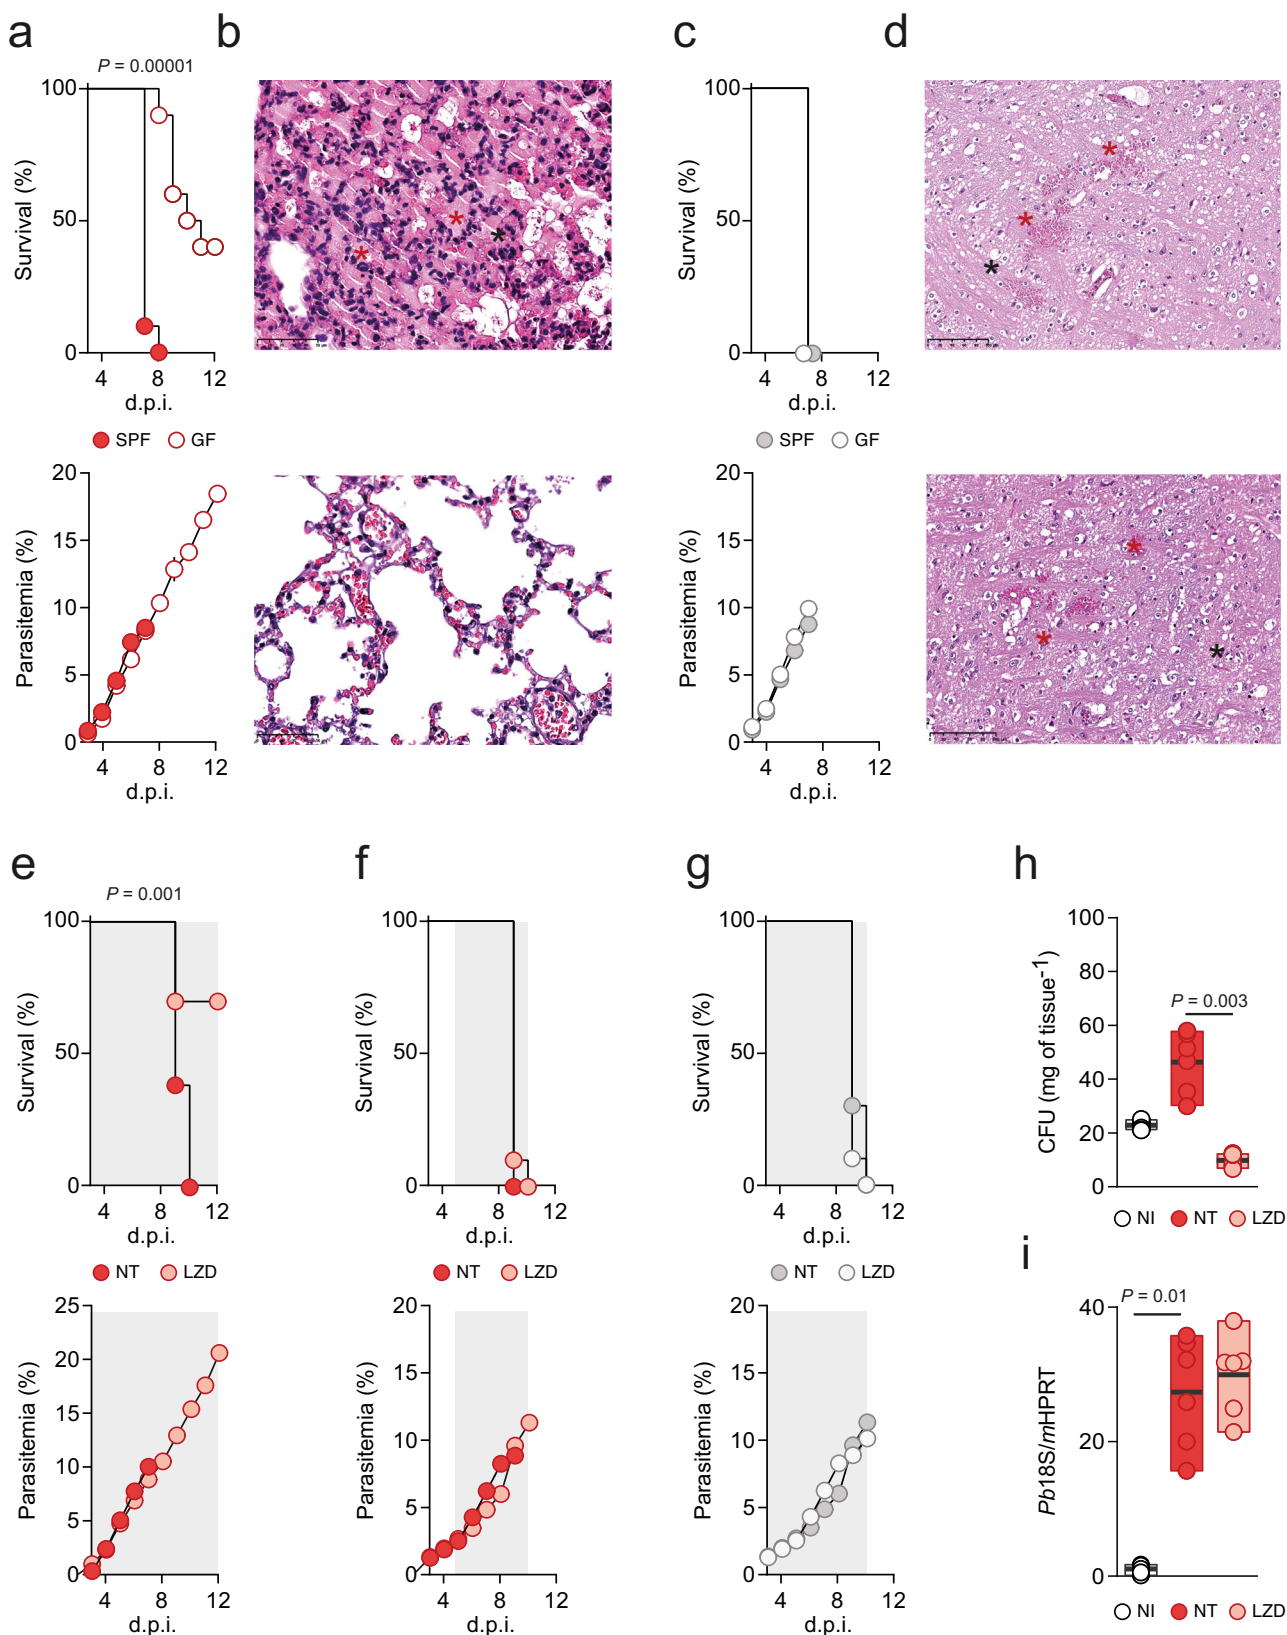 a
b
c
d
P = 0.00001
100
50
0
Survival (%)
4 8 12
d.p.i.
SPF GF
20
15
10
5
0
Parasitemia (%)
4 8 12
d.p.i.
100
50
0
Survival (%)
4 8 12
d.p.i.
SPF GF
20
15
10
5
0
Parasitemia (%)
4 8 12
d.p.i.
e
f
g
h
P = 0.001
100
50
0
Survival (%)
4 8 12
d.p.i.
NT LZD
25
20
15
10
5
0
Parasitemia (%)
4 8 12
d.p.i.
100
50
0
Survival (%)
4 8 12
d.p.i.
NT LZD
20
15
10
5
0
Parasitemia (%)
4 8 12
d.p.i.
100
50
0
Survival (%)
4 8 12
d.p.i.
NT LZD
20
15
10
5
0
Parasitemia (%)
4 8 12
d.p.i.
100
80
60
40
20
0
CFU (mg of tissue⁻¹)
P = 0.003
NI NT LZD
i
P = 0.01
40
20
0
Pb18S/mHPRT
NI NT LZD